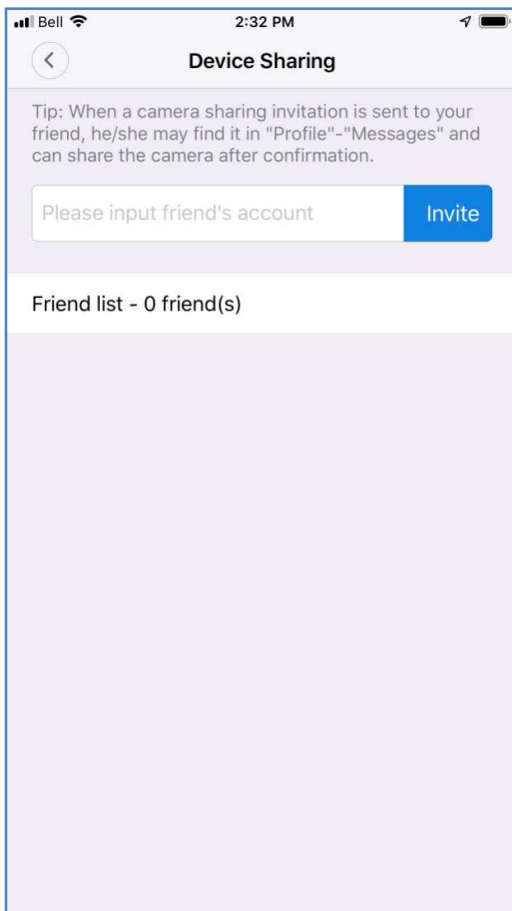 Bell 2:32 PM
Device Sharing
Tip: When a camera sharing invitation is sent to your
friend, he/she may find it in "Profile"-"Messages" and
can share the camera after confirmation.
Please input friend's account Invite
Friend list - 0 friend(s)